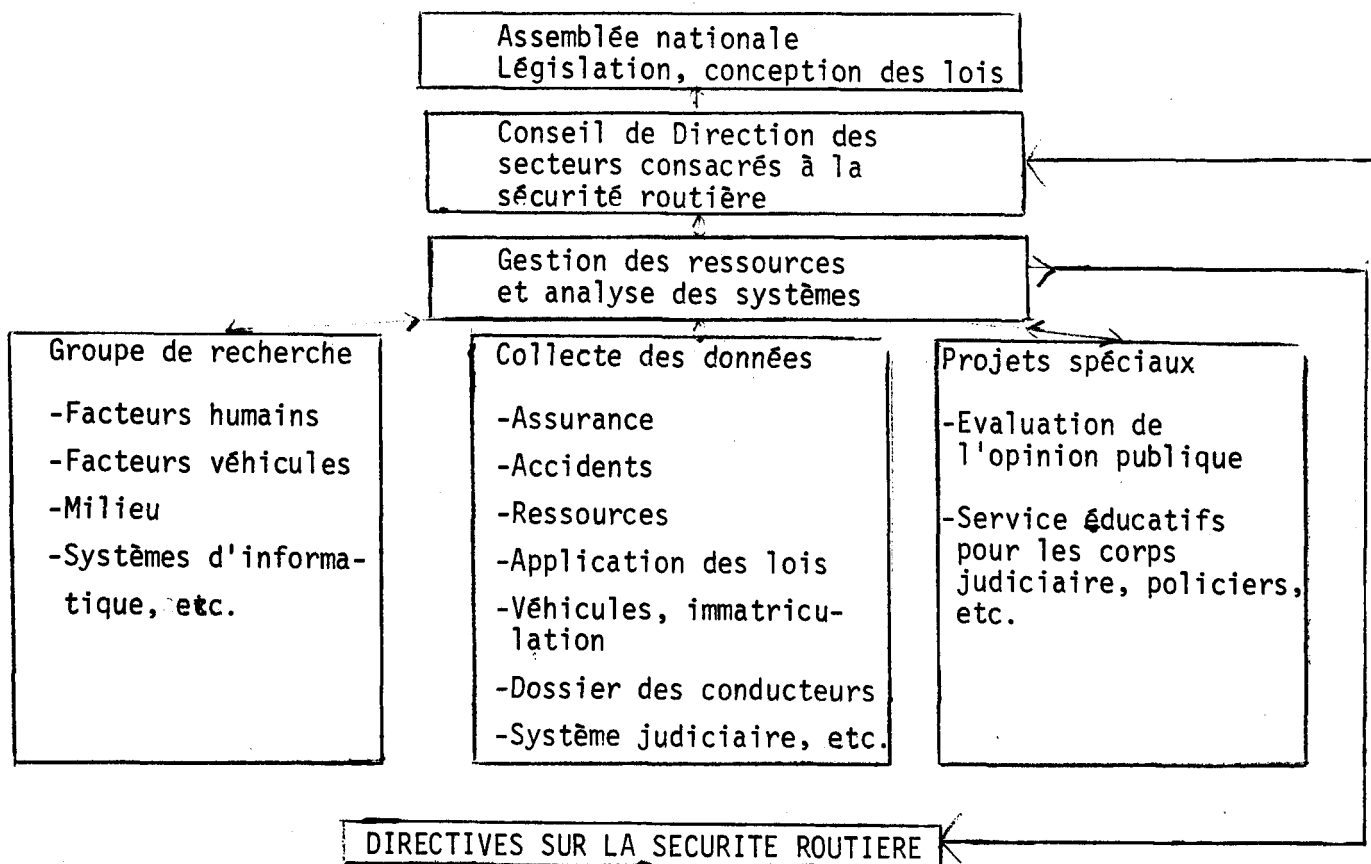 Assemblée nationale
Législation, conception des lois
Conseil de Direction des
secteurs consacrés à la
sécurité routière
Gestion des ressources
et analyse des systèmes
Groupe de recherche
-Facteurs humains
-Facteurs véhicules
-Milieu
-Systèmes d'informa-
tique, etc.
Collecte des données
-Assurance
-Accidents
-Ressources
-Application des lois
-Véhicules, immatricu-
lation
-Dossier des conducteurs
-Système judiciaire, etc.
Projets spéciaux
-Evaluation de
l'opinion publique
-Service éducatifs
pour les corps
judiciaire, policiers,
etc.
DIRECTIVES SUR LA SECURITE ROUTIERE